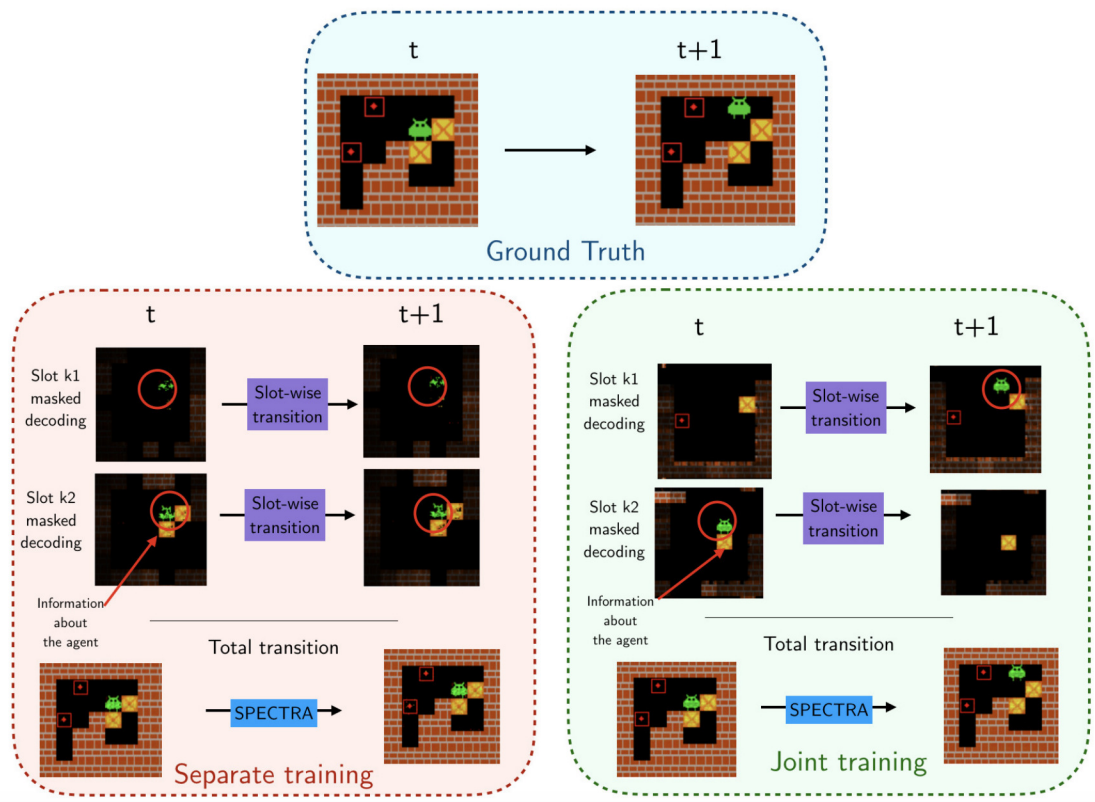 t
t+1
Ground Truth
t
t+1
Slot k1
masked
decoding
Slot-wise
transition
Slot k2
masked
decoding
Slot-wise
transition
Information
about
the agent
Total transition
SPECTRA
Separate training
t
t+1
Slot k1
masked
decoding
Slot-wise
transition
Slot k2
masked
decoding
Slot-wise
transition
Information
about
the agent
Total transition
SPECTRA
Joint training